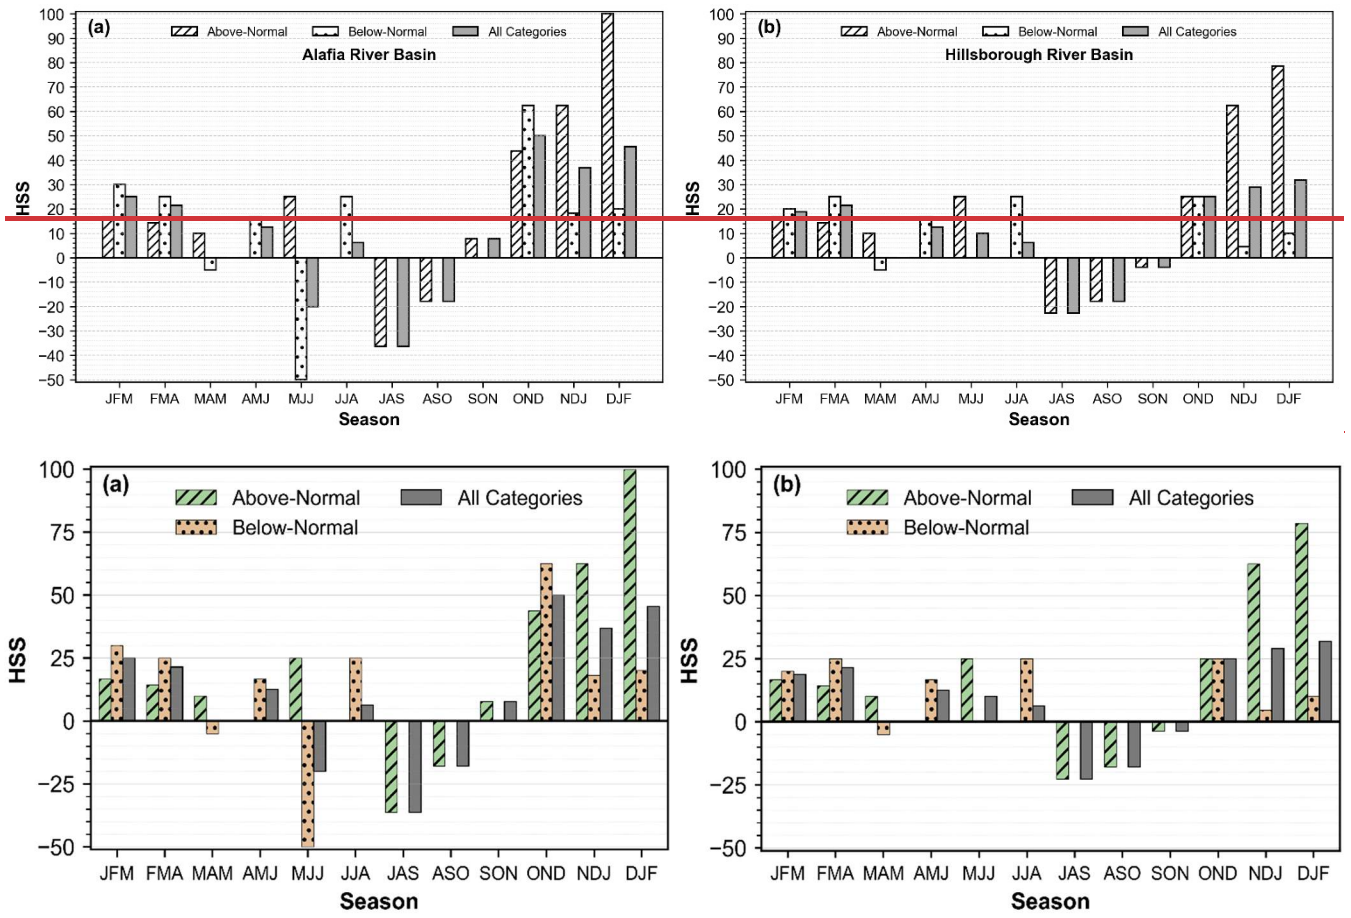 (a) Above-Normal Below-Normal All Categories
Alafia River Basin
100
90
80
70
60
50
40
30
20
10
0
−10
−20
−30
−40
−50
HSS
JFM FMA MAM AMJ MJJ JJA JAS ASO SON OND NDJ DJF
Season
(b) Above-Normal Below-Normal All Categories
Hillsborough River Basin
100
90
80
70
60
50
40
30
20
10
0
−10
−20
−30
−40
−50
HSS
JFM FMA MAM AMJ MJJ JJA JAS ASO SON OND NDJ DJF
Season
(a)
Above-Normal All Categories
Below-Normal
100
75
50
25
0
−25
−50
HSS
JFM FMA MAM AMJ MJJ JJA JAS ASO SON OND NDJ DJF
Season
(b)
Above-Normal All Categories
Below-Normal
100
75
50
25
0
−25
−50
HSS
JFM FMA MAM AMJ MJJ JJA JAS ASO SON OND NDJ DJF
Season